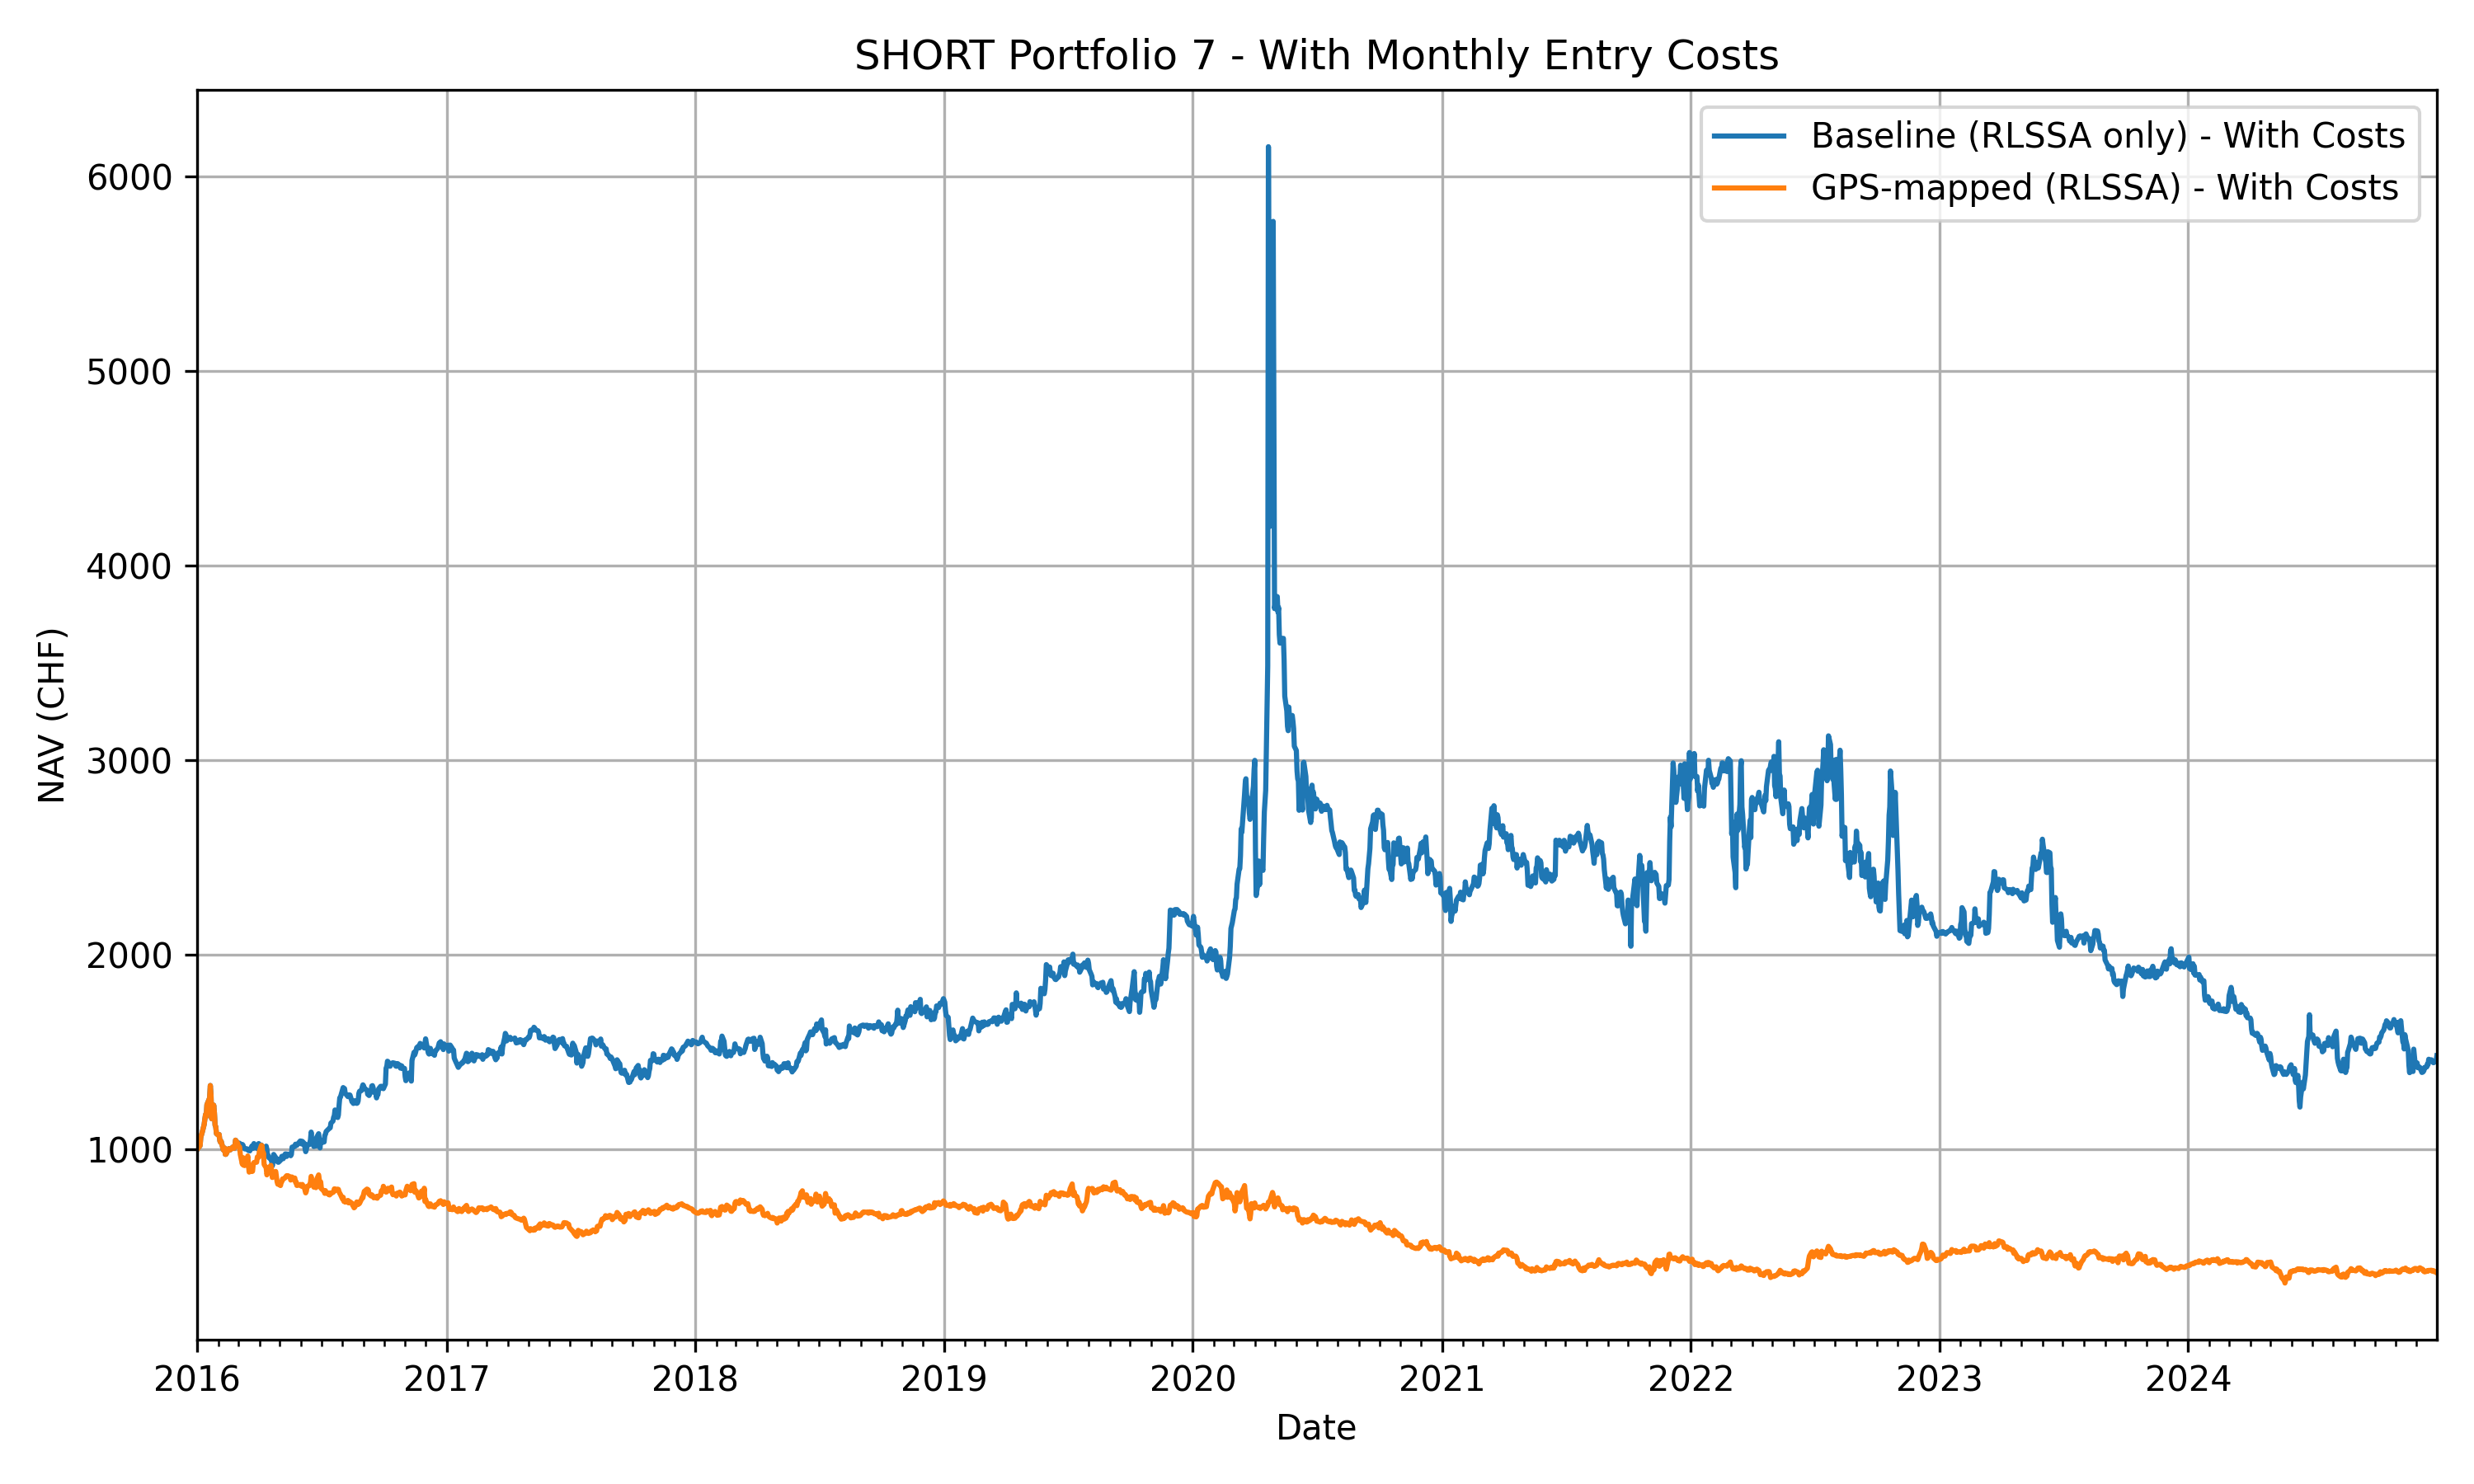 SHORT Portfolio 7 - With Monthly Entry Costs
Baseline (RLSSA only) - With Costs
GPS-mapped (RLSSA) - With Costs
6000
5000
4000
3000
2000
1000
NAV (CHF)
2016 2017 2018 2019 2020 2021 2022 2023 2024
Date